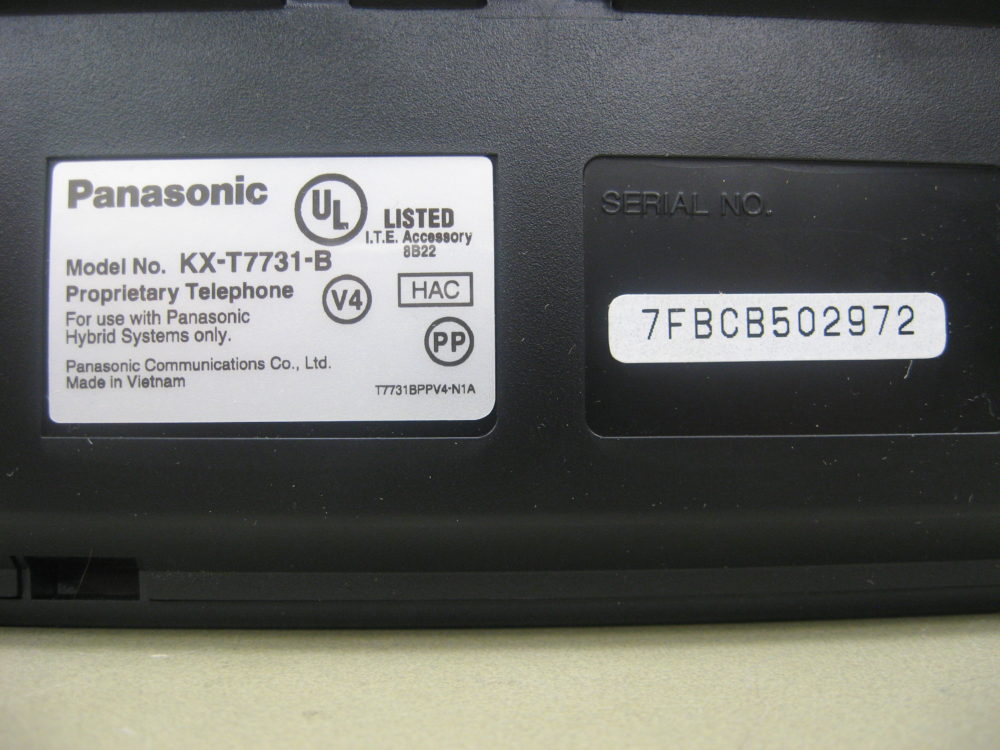 Panasonic
UL
LISTED
I.T.E. Accessory
8B22
Model No. KX-T7731-B
Proprietary Telephone
V4
HAC
For use with Panasonic
Hybrid Systems only.
PP
Panasonic Communications Co., Ltd.
Made in Vietnam
T7731BPPV4-N1A
SERIAL NO.
7FBCB502972